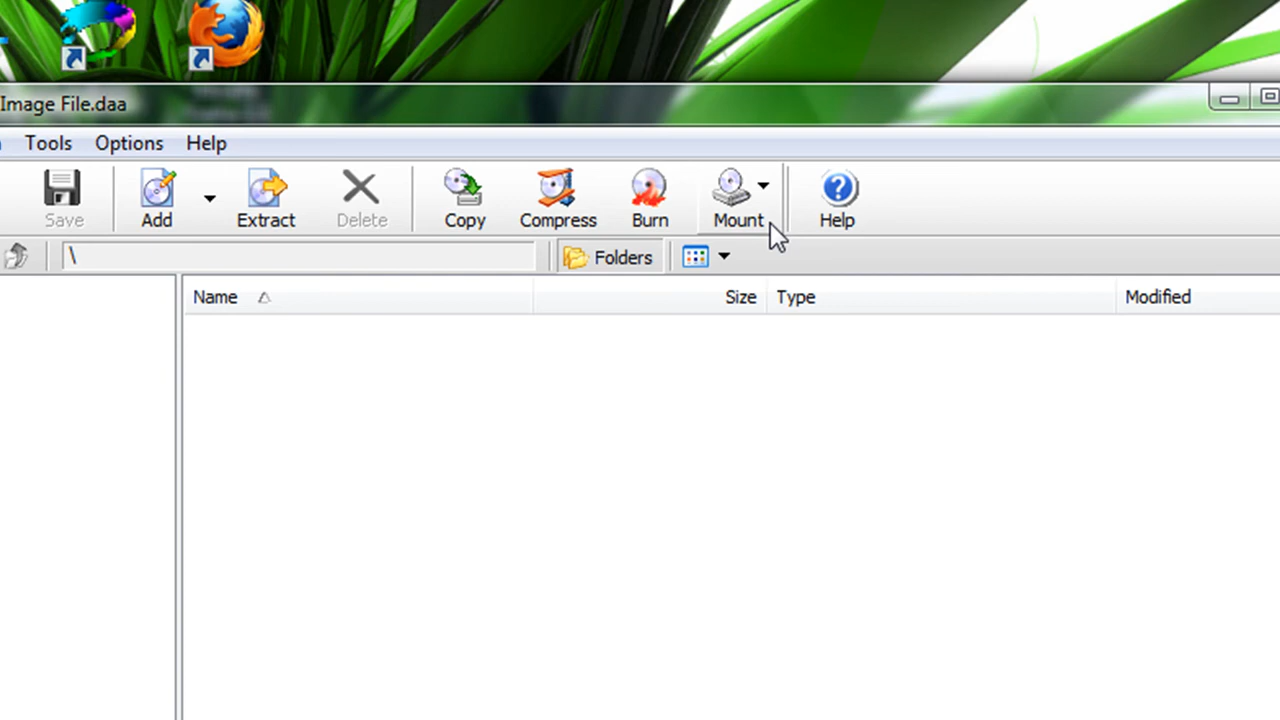 Image File.daa
Tools Options Help
Save Add Extract Delete Copy Compress Burn Mount Help
\ Folders
Name Size Type Modified